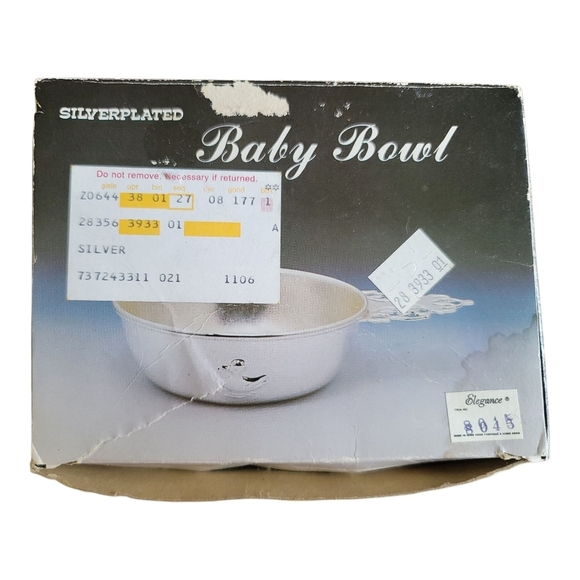 SILVERPLATED
Baby Bowl
Do not remove. Necessary if returned.
Z0644 38 01 27 08 177 1
28356 3933 01 A
SILVER
737243311 021 1106
28 3933 01
Elegance ®
8045